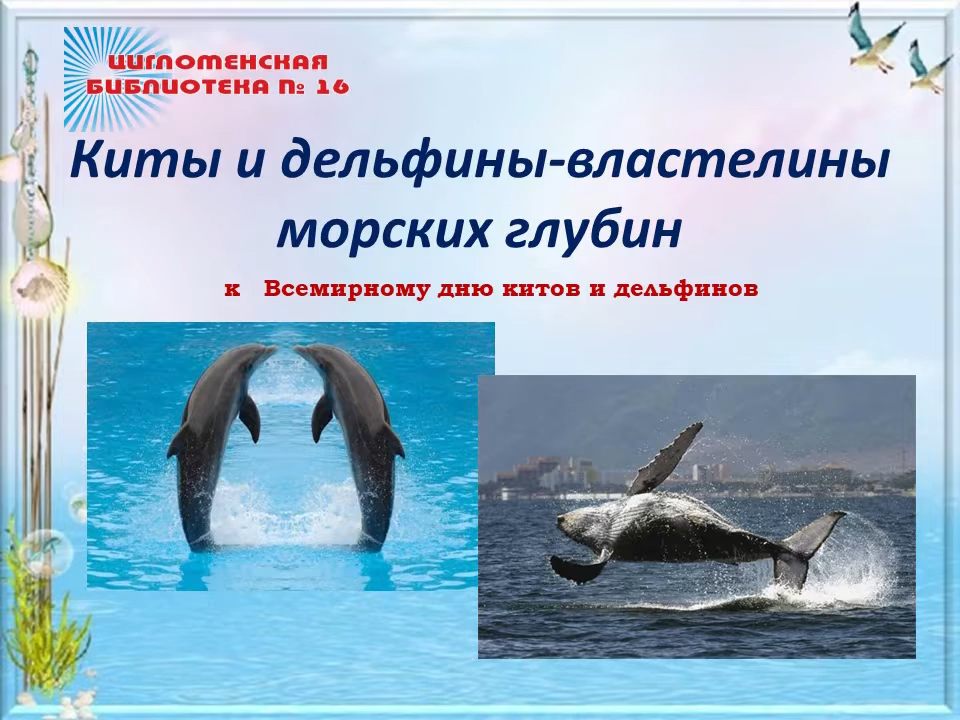 ЦИГЛОМЕНСКАЯ
БИБЛИОТЕКА № 16
Киты и дельфины-властелины
морских глубин
к Всемирному дню китов и дельфинов